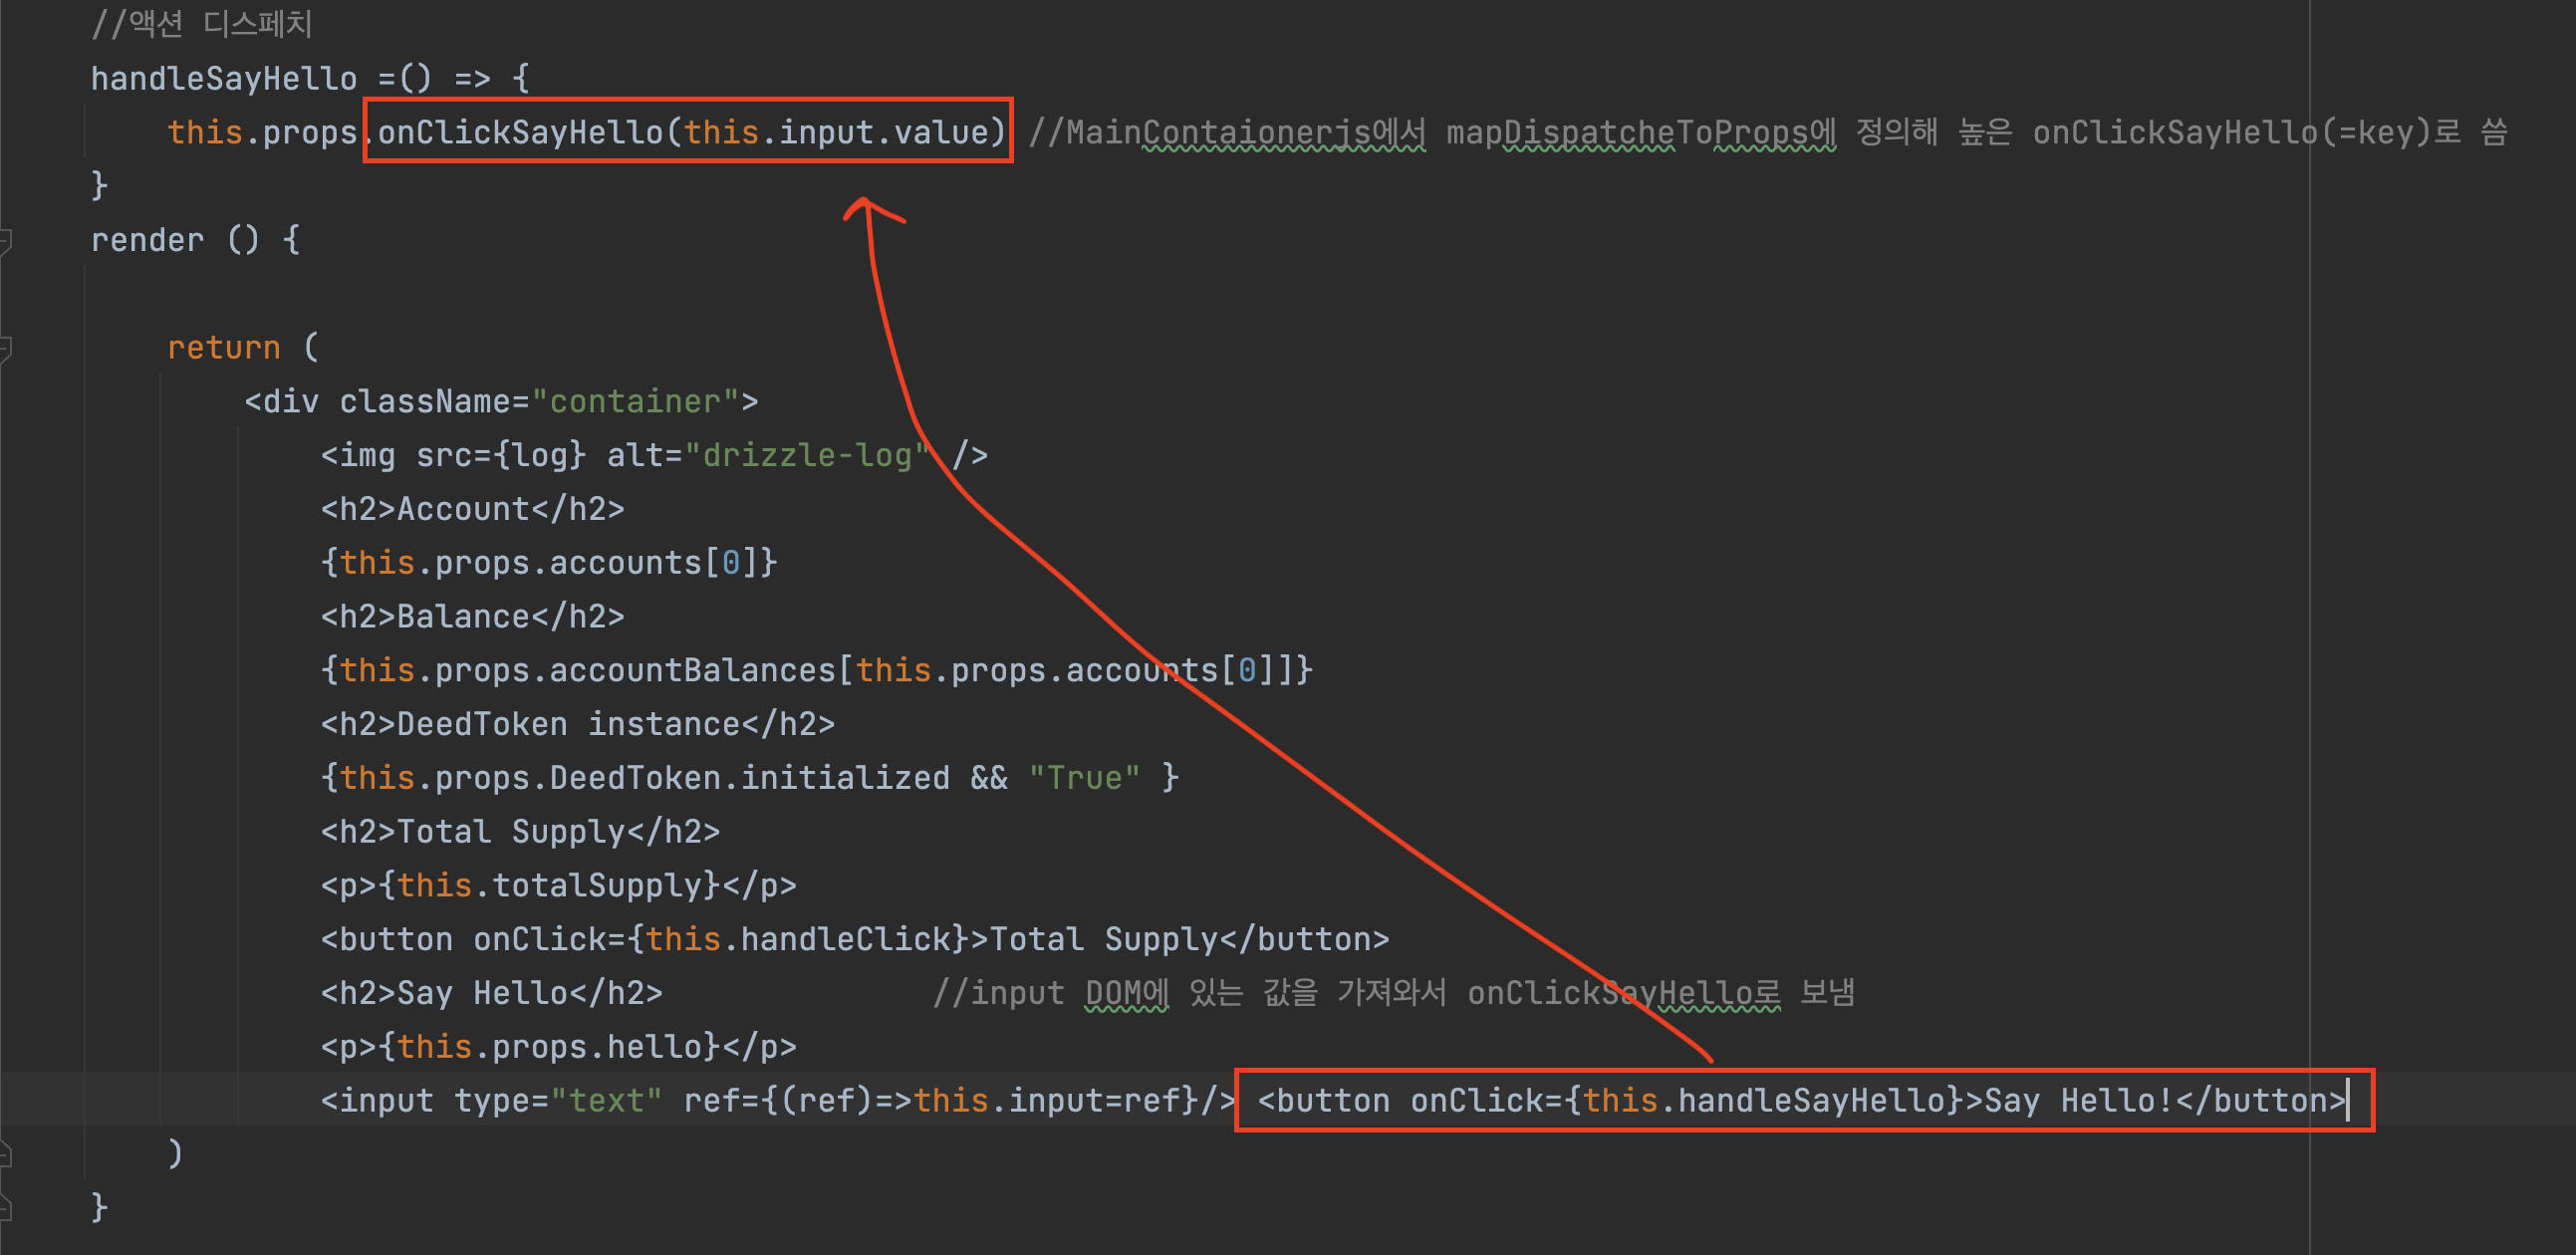 //액션 디스페치
handleSayHello =() => {
this.props.onClickSayHello(this.input.value) //MainContaionerjs에서 mapDispatcheToProps에 정의해 높은 onClickSayHello(=key)로 씀
}
render () {
return (
<div className="container">
<img src={log} alt="drizzle-log" />
<h2>Account</h2>
{this.props.accounts[0]}
<h2>Balance</h2>
{this.props.accountBalances[this.props.accounts[0]]}
<h2>DeedToken instance</h2>
{this.props.DeedToken.initialized && "True" }
<h2>Total Supply</h2>
<p>{this.totalSupply}</p>
<button onClick={this.handleClick}>Total Supply</button>
<h2>Say Hello</h2> //input DOM에 있는 값을 가져와서 onClickSayHello로 보냄
<p>{this.props.hello}</p>
<input type="text" ref={(ref)=>this.input=ref}/> <button onClick={this.handleSayHello}>Say Hello!</button>
)
}